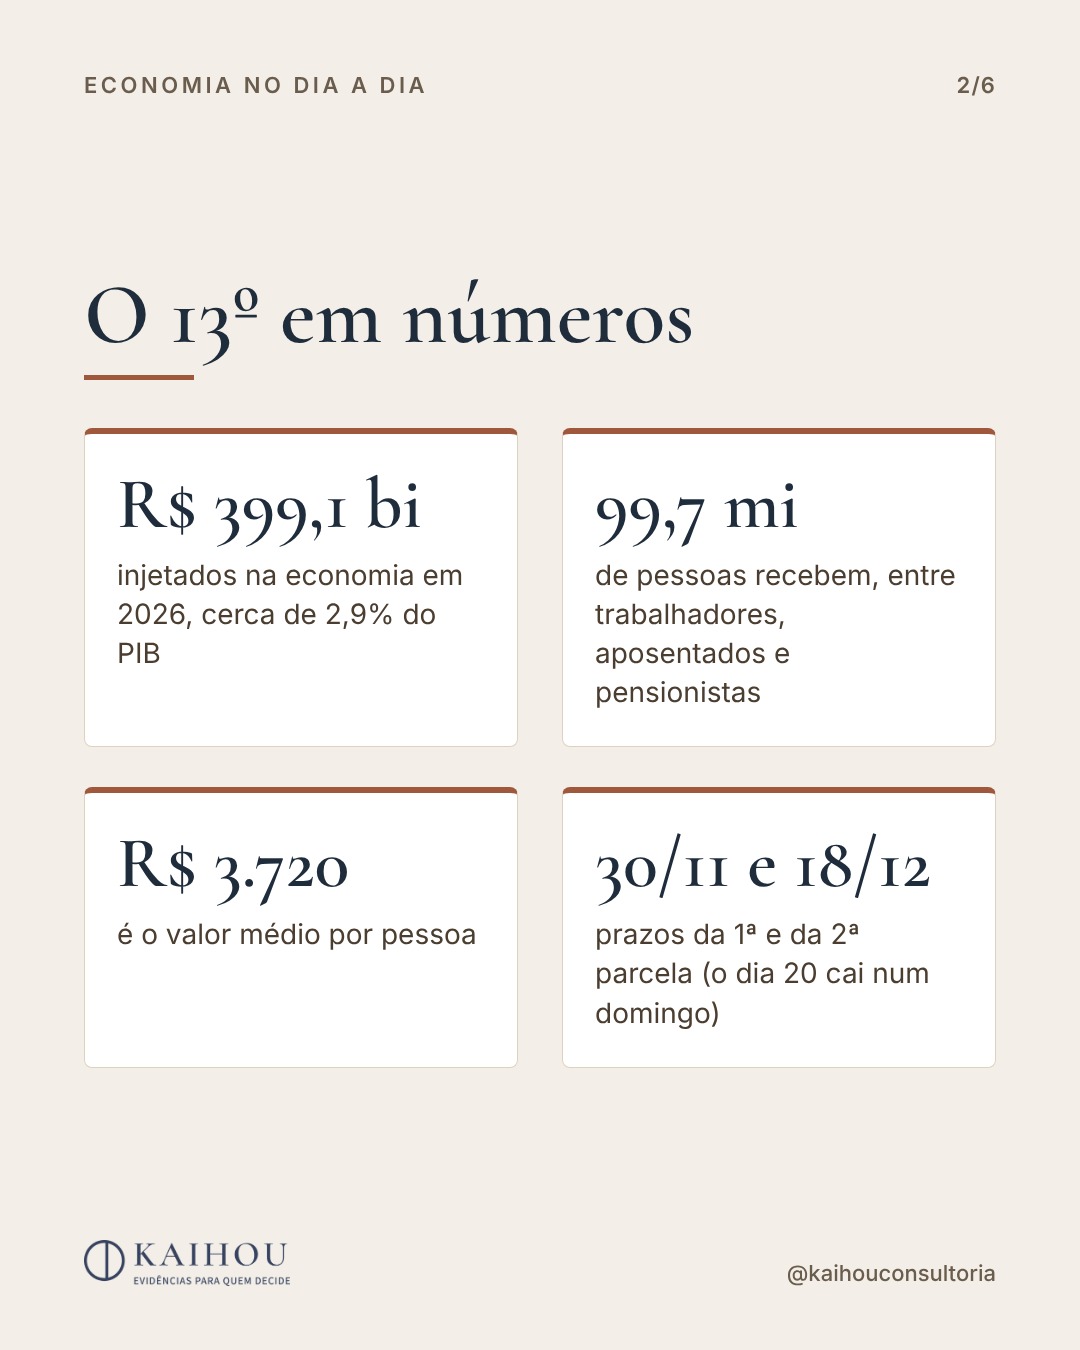 ECONOMIA NO DIA A DIA
2/6
O 13º em números
R$ 399,1 bi
injetados na economia em
2026, cerca de 2,9% do
PIB
99,7 mi
de pessoas recebem, entre
trabalhadores,
aposentados e
pensionistas
R$ 3.720
é o valor médio por pessoa
30/11 e 18/12
prazos da 1ª e da 2ª
parcela (o dia 20 cai num
domingo)
KAIHOU
EVIDÊNCIAS PARA QUEM DECIDE
@kaihouconsultoria